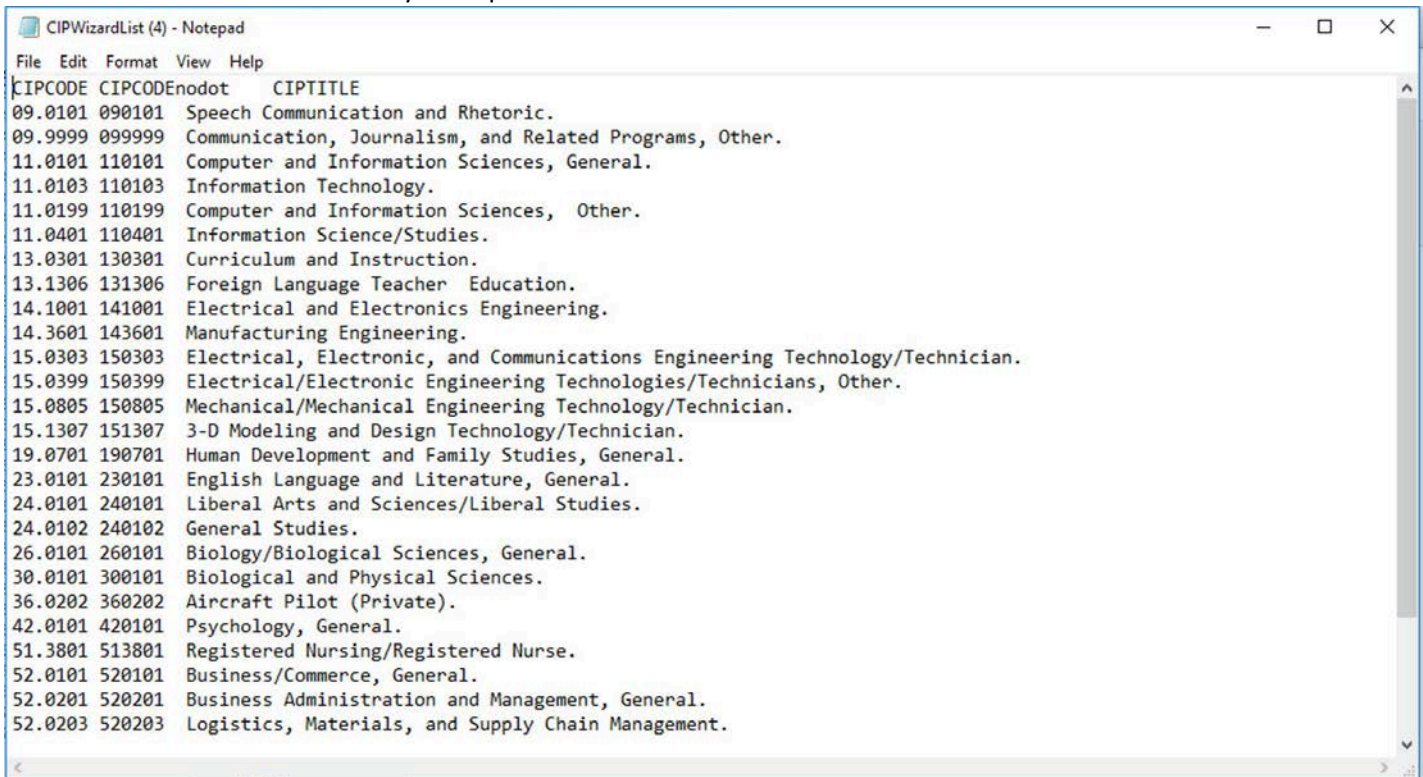 CIPWizardList (4) - Notepad
File Edit Format View Help
CIPCODE CIPCODEnodot CIPTITLE
09.0101 090101 Speech Communication and Rhetoric.
09.9999 099999 Communication, Journalism, and Related Programs, Other.
11.0101 110101 Computer and Information Sciences, General.
11.0103 110103 Information Technology.
11.0199 110199 Computer and Information Sciences,  Other.
11.0401 110401 Information Science/Studies.
13.0301 130301 Curriculum and Instruction.
13.1306 131306 Foreign Language Teacher  Education.
14.1001 141001 Electrical and Electronics Engineering.
14.3601 143601 Manufacturing Engineering.
15.0303 150303 Electrical, Electronic, and Communications Engineering Technology/Technician.
15.0399 150399 Electrical/Electronic Engineering Technologies/Technicians, Other.
15.0805 150805 Mechanical/Mechanical Engineering Technology/Technician.
15.1307 151307 3-D Modeling and Design Technology/Technician.
19.0701 190701 Human Development and Family Studies, General.
23.0101 230101 English Language and Literature, General.
24.0101 240101 Liberal Arts and Sciences/Liberal Studies.
24.0102 240102 General Studies.
26.0101 260101 Biology/Biological Sciences, General.
30.0101 300101 Biological and Physical Sciences.
36.0202 360202 Aircraft Pilot (Private).
42.0101 420101 Psychology, General.
51.3801 513801 Registered Nursing/Registered Nurse.
52.0101 520101 Business/Commerce, General.
52.0201 520201 Business Administration and Management, General.
52.0203 520203 Logistics, Materials, and Supply Chain Management.